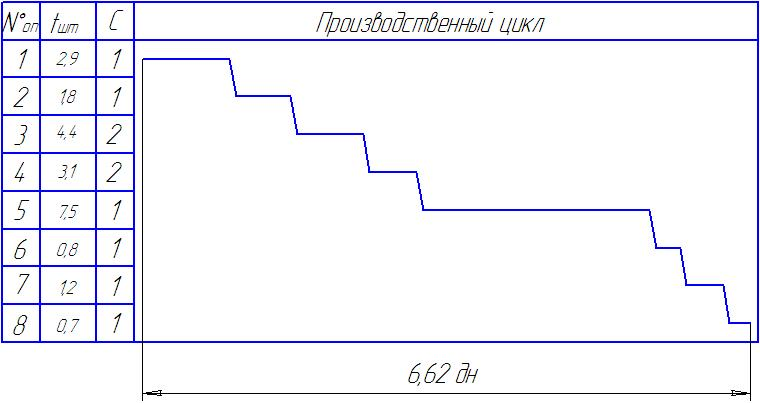 N°оп tшт С Производственный цикл
1 2,9 1
2 1,8 1
3 4,4 2
4 3,1 2
5 7,5 1
6 0,8 1
7 1,2 1
8 0,7 1
6,62 дн